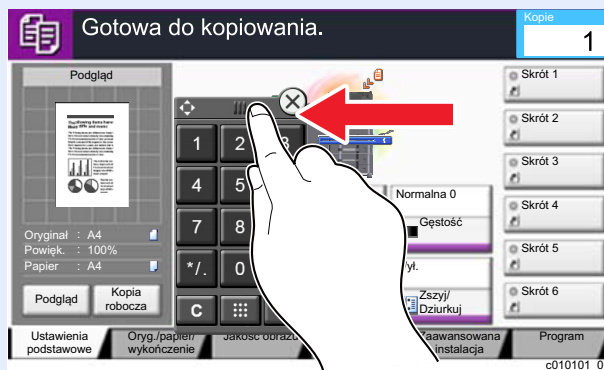 Gotowa do kopiowania.
Kopie
1
Podgląd
Oryginał : A4
Powięk. : 100%
Papier : A4
Podgląd
Kopia
robocza
1 2 3
4 5
7 8
*/. 0
C
Normalna 0
Gęstość
Zszyj/
Dziurkuj
Skrót 1
Skrót 2
Skrót 3
Skrót 4
Skrót 5
Skrót 6
Ustawienia
podstawowe
Oryg./papier/
wykończenie
Jakość obrazu
Zaawansowana
instalacja
Program
c010101_0